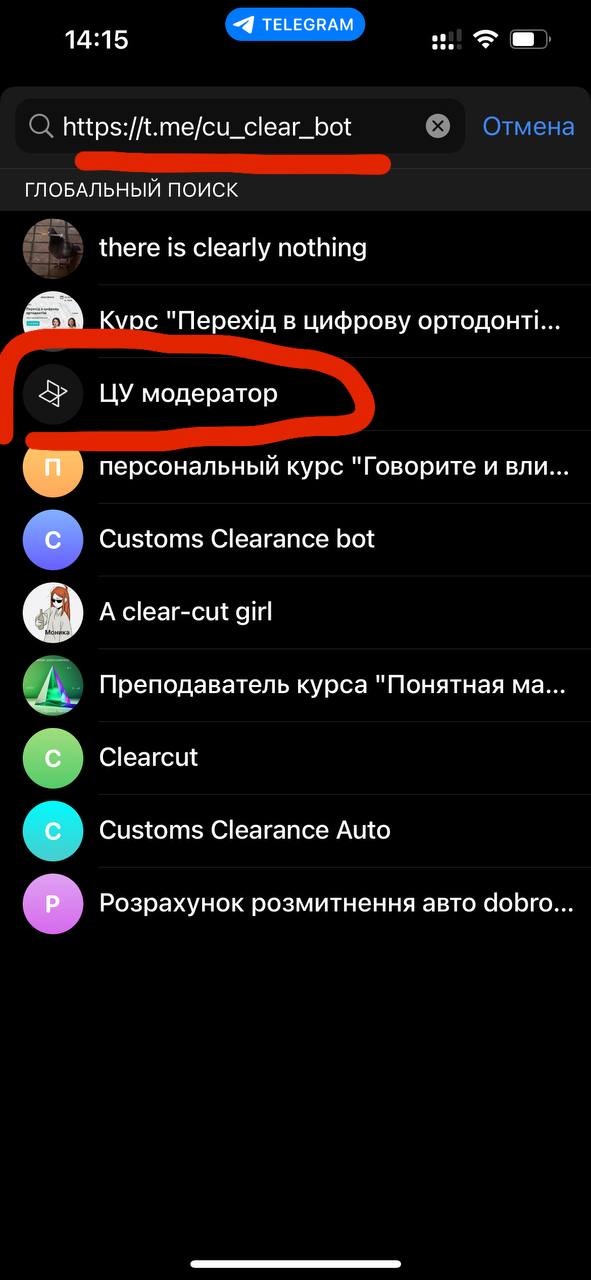 14:15
TELEGRAM
https://t.me/cu_clear_bot
Отмена
ГЛОБАЛЬНЫЙ ПОИСК
there is clearly nothing
Курс "Перехід в цифрову ортодонті...
ЦУ модератор
П
персональный курс "Говорите и вли...
C
Customs Clearance bot
A clear-cut girl
Моника
Преподаватель курса "Понятная ма...
C
Clearcut
C
Customs Clearance Auto
Р
Розрахунок розмитнення авто dobro...